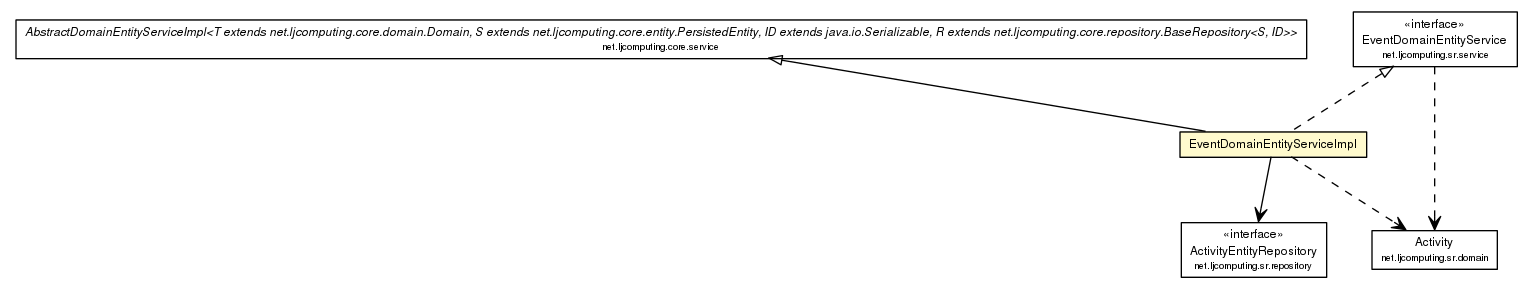 AbstractDomainEntityServiceImpl<T extends net.ljcomputing.core.domain.Domain, S extends net.ljcomputing.core.entity.PersistedEntity, ID extends java.io.Serializable, R extends net.ljcomputing.core.repository.BaseRepository<S, ID>>
net.ljcomputing.core.service
«interface»
EventDomainEntityService
net.ljcomputing.sr.service
EventDomainEntityServiceImpl
«interface»
ActivityEntityRepository
net.ljcomputing.sr.repository
Activity
net.ljcomputing.sr.domain